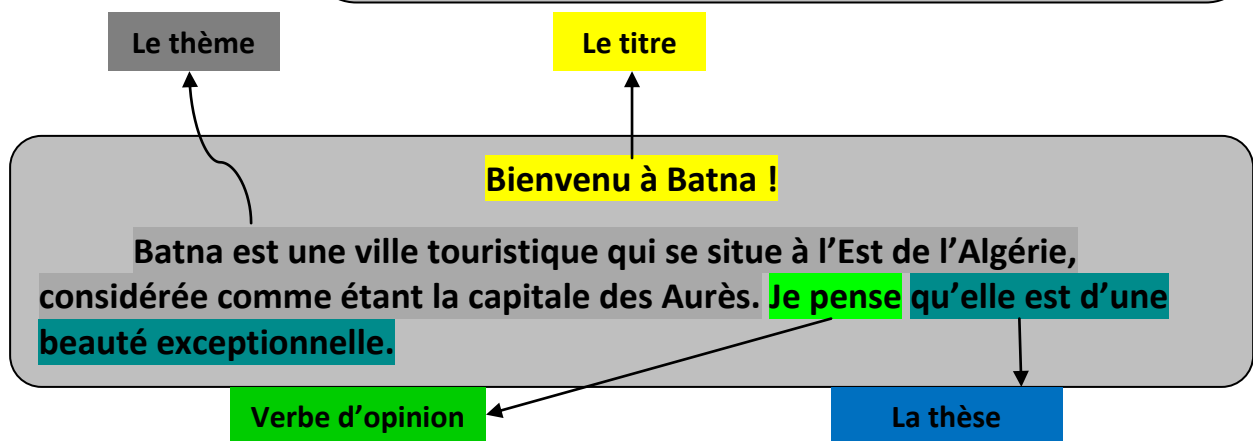 Le thème
Le titre
Bienvenu à Batna !
Batna est une ville touristique qui se situe à l’Est de l’Algérie,
considérée comme étant la capitale des Aurès. Je pense qu’elle est d’une
beauté exceptionnelle.
Verbe d’opinion
La thèse